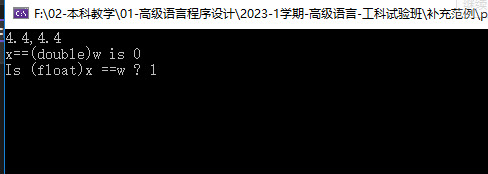 F:\02-本科教学\01-高级语言程序设计\2023-1学期-高级语言-工科试验班\补充范例\p
4.4,4.4
x==(double)w is 0
Is (float)x ==w ? 1